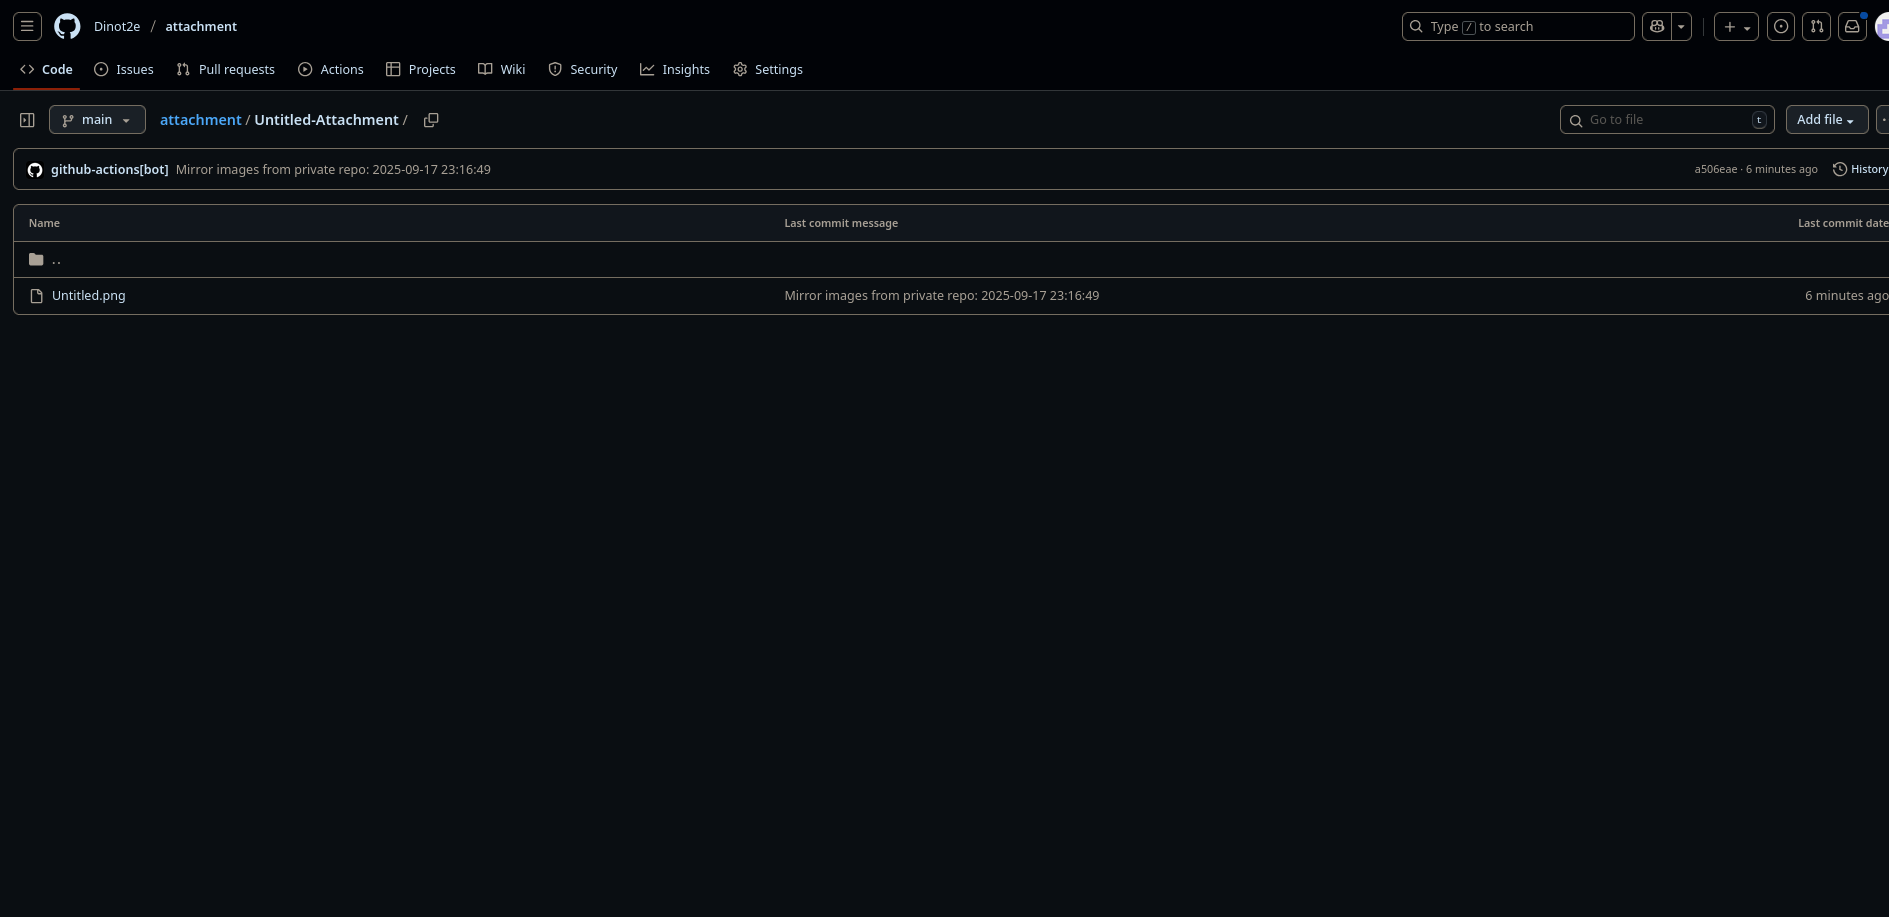 Dinot2e / attachment
Type / to search
Code Issues Pull requests Actions Projects Wiki Security Insights Settings
main attachment / Untitled-Attachment / Go to file t Add file
github-actions[bot] Mirror images from private repo: 2025-09-17 23:16:49 a506eae · 6 minutes ago History
Name Last commit message Last commit date
..
Untitled.png Mirror images from private repo: 2025-09-17 23:16:49 6 minutes ago